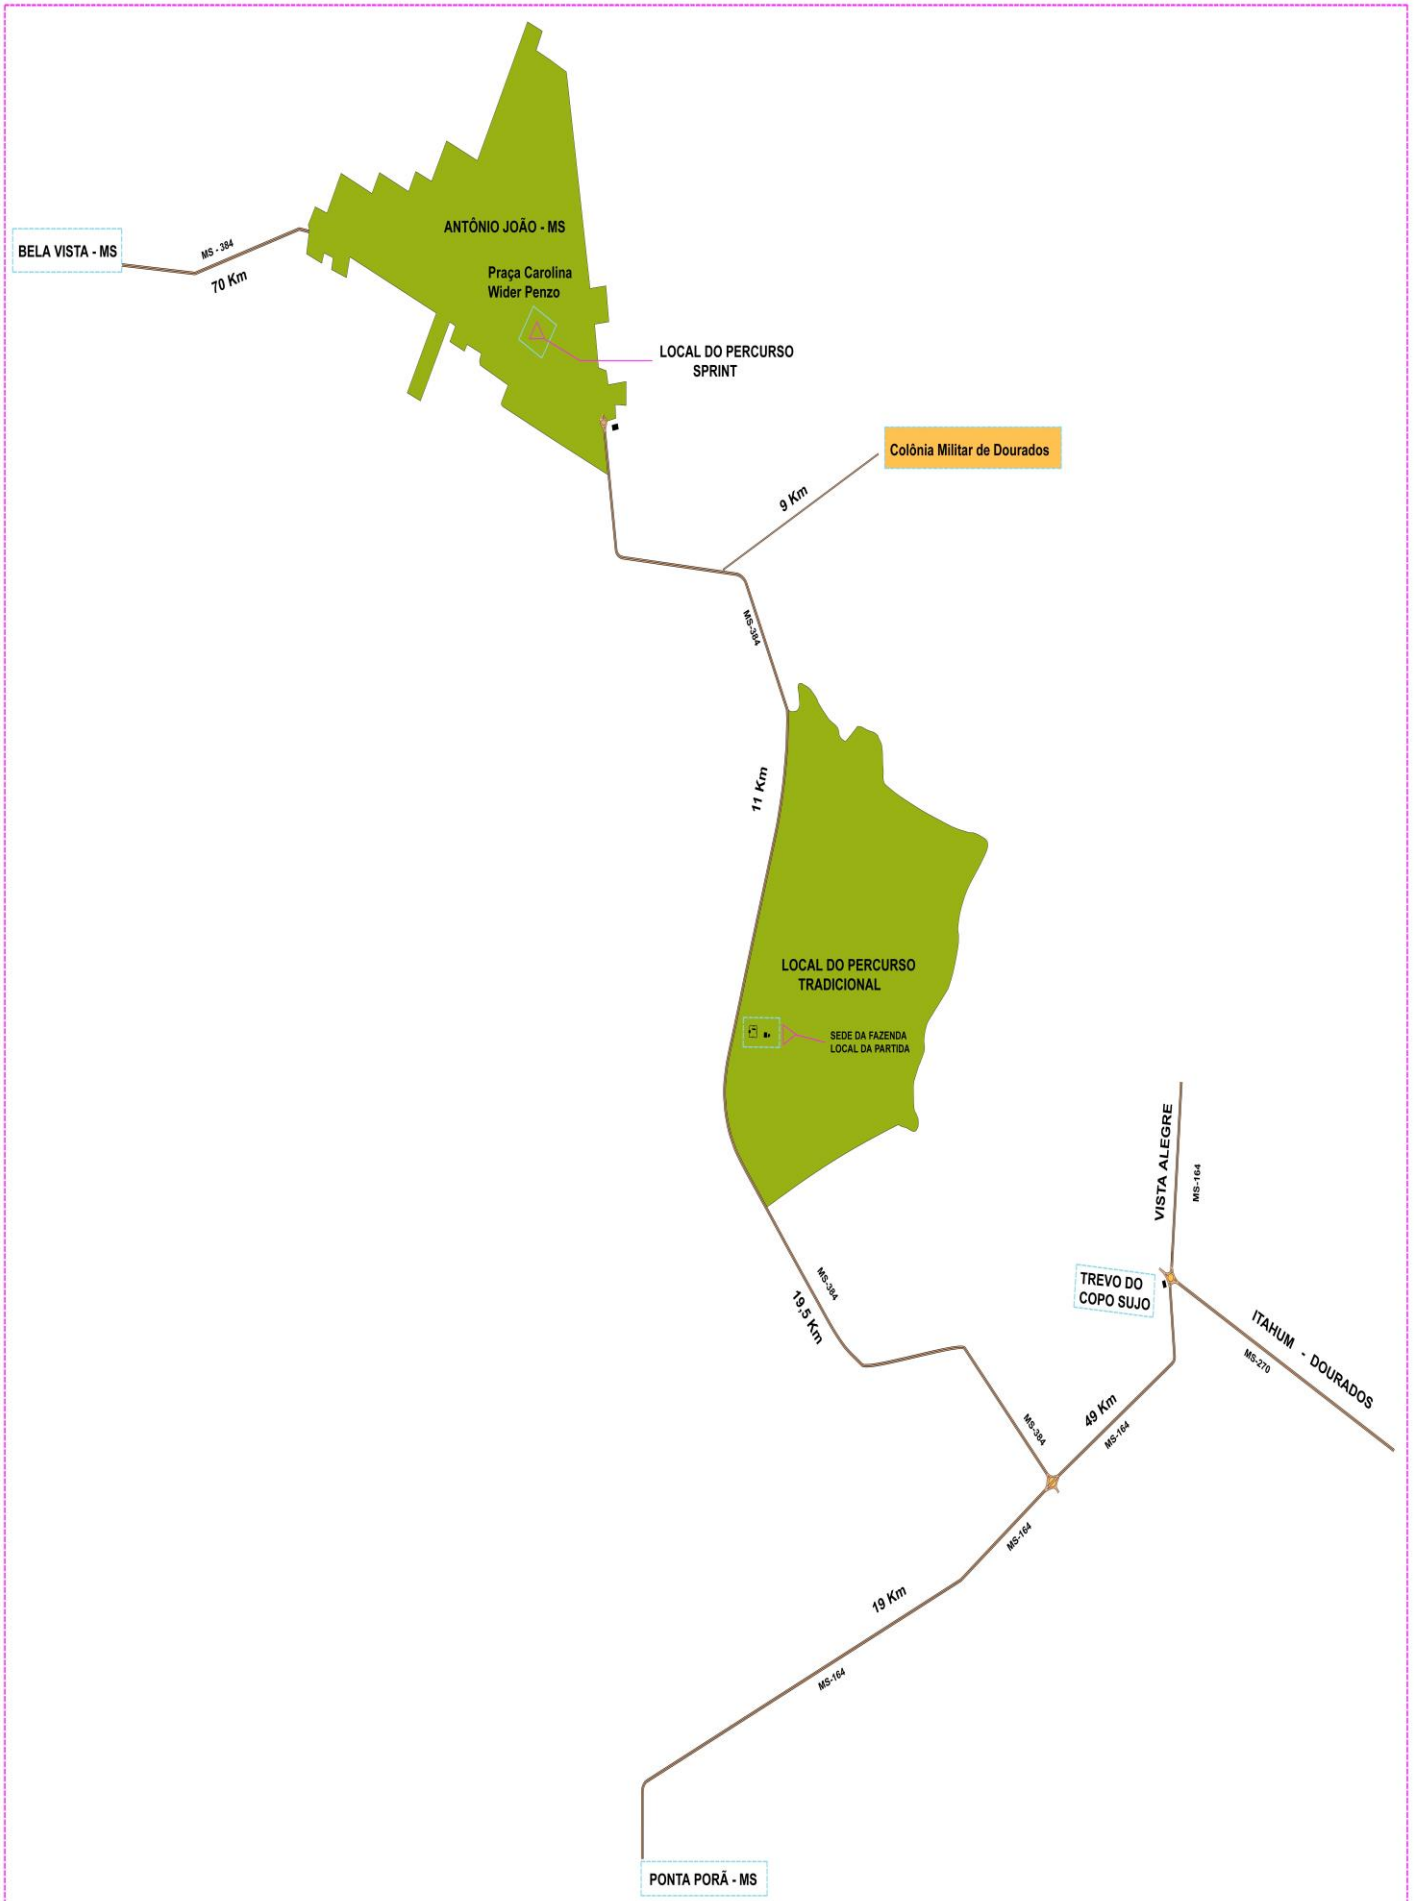 ANTÔNIO JOÃO - MS
BELA VISTA - MS
MS - 384
70 Km
Praça Carolina
Wider Penzo
LOCAL DO PERCURSO
SPRINT
Colônia Militar de Dourados
9 Km
MS-384
11 Km
LOCAL DO PERCURSO
TRADICIONAL
SEDE DA FAZENDA
LOCAL DA PARTIDA
VISTA ALEGRE
MS-164
TREVO DO
COPO SUJO
MS-384
19,5 Km
ITAHUM - DOURADOS
MS-270
49 Km
MS-164
MS-384
MS-164
19 Km
MS-164
PONTA PORÃ - MS